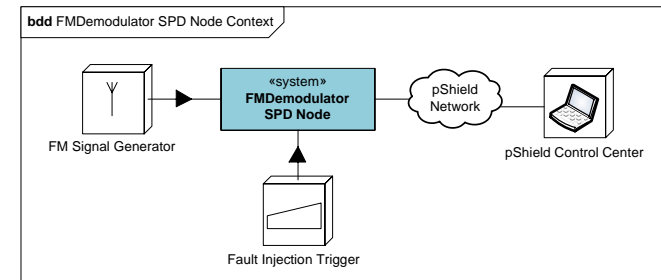 bdd FMDemodulator SPD Node Context
«system»
FMDemodulator
SPD Node
pShield
Network
FM Signal Generator
pShield Control Center
Fault Injection Trigger